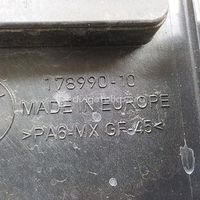 178990-10
MADE IN EUROPE
>PA6-MX GF-45<